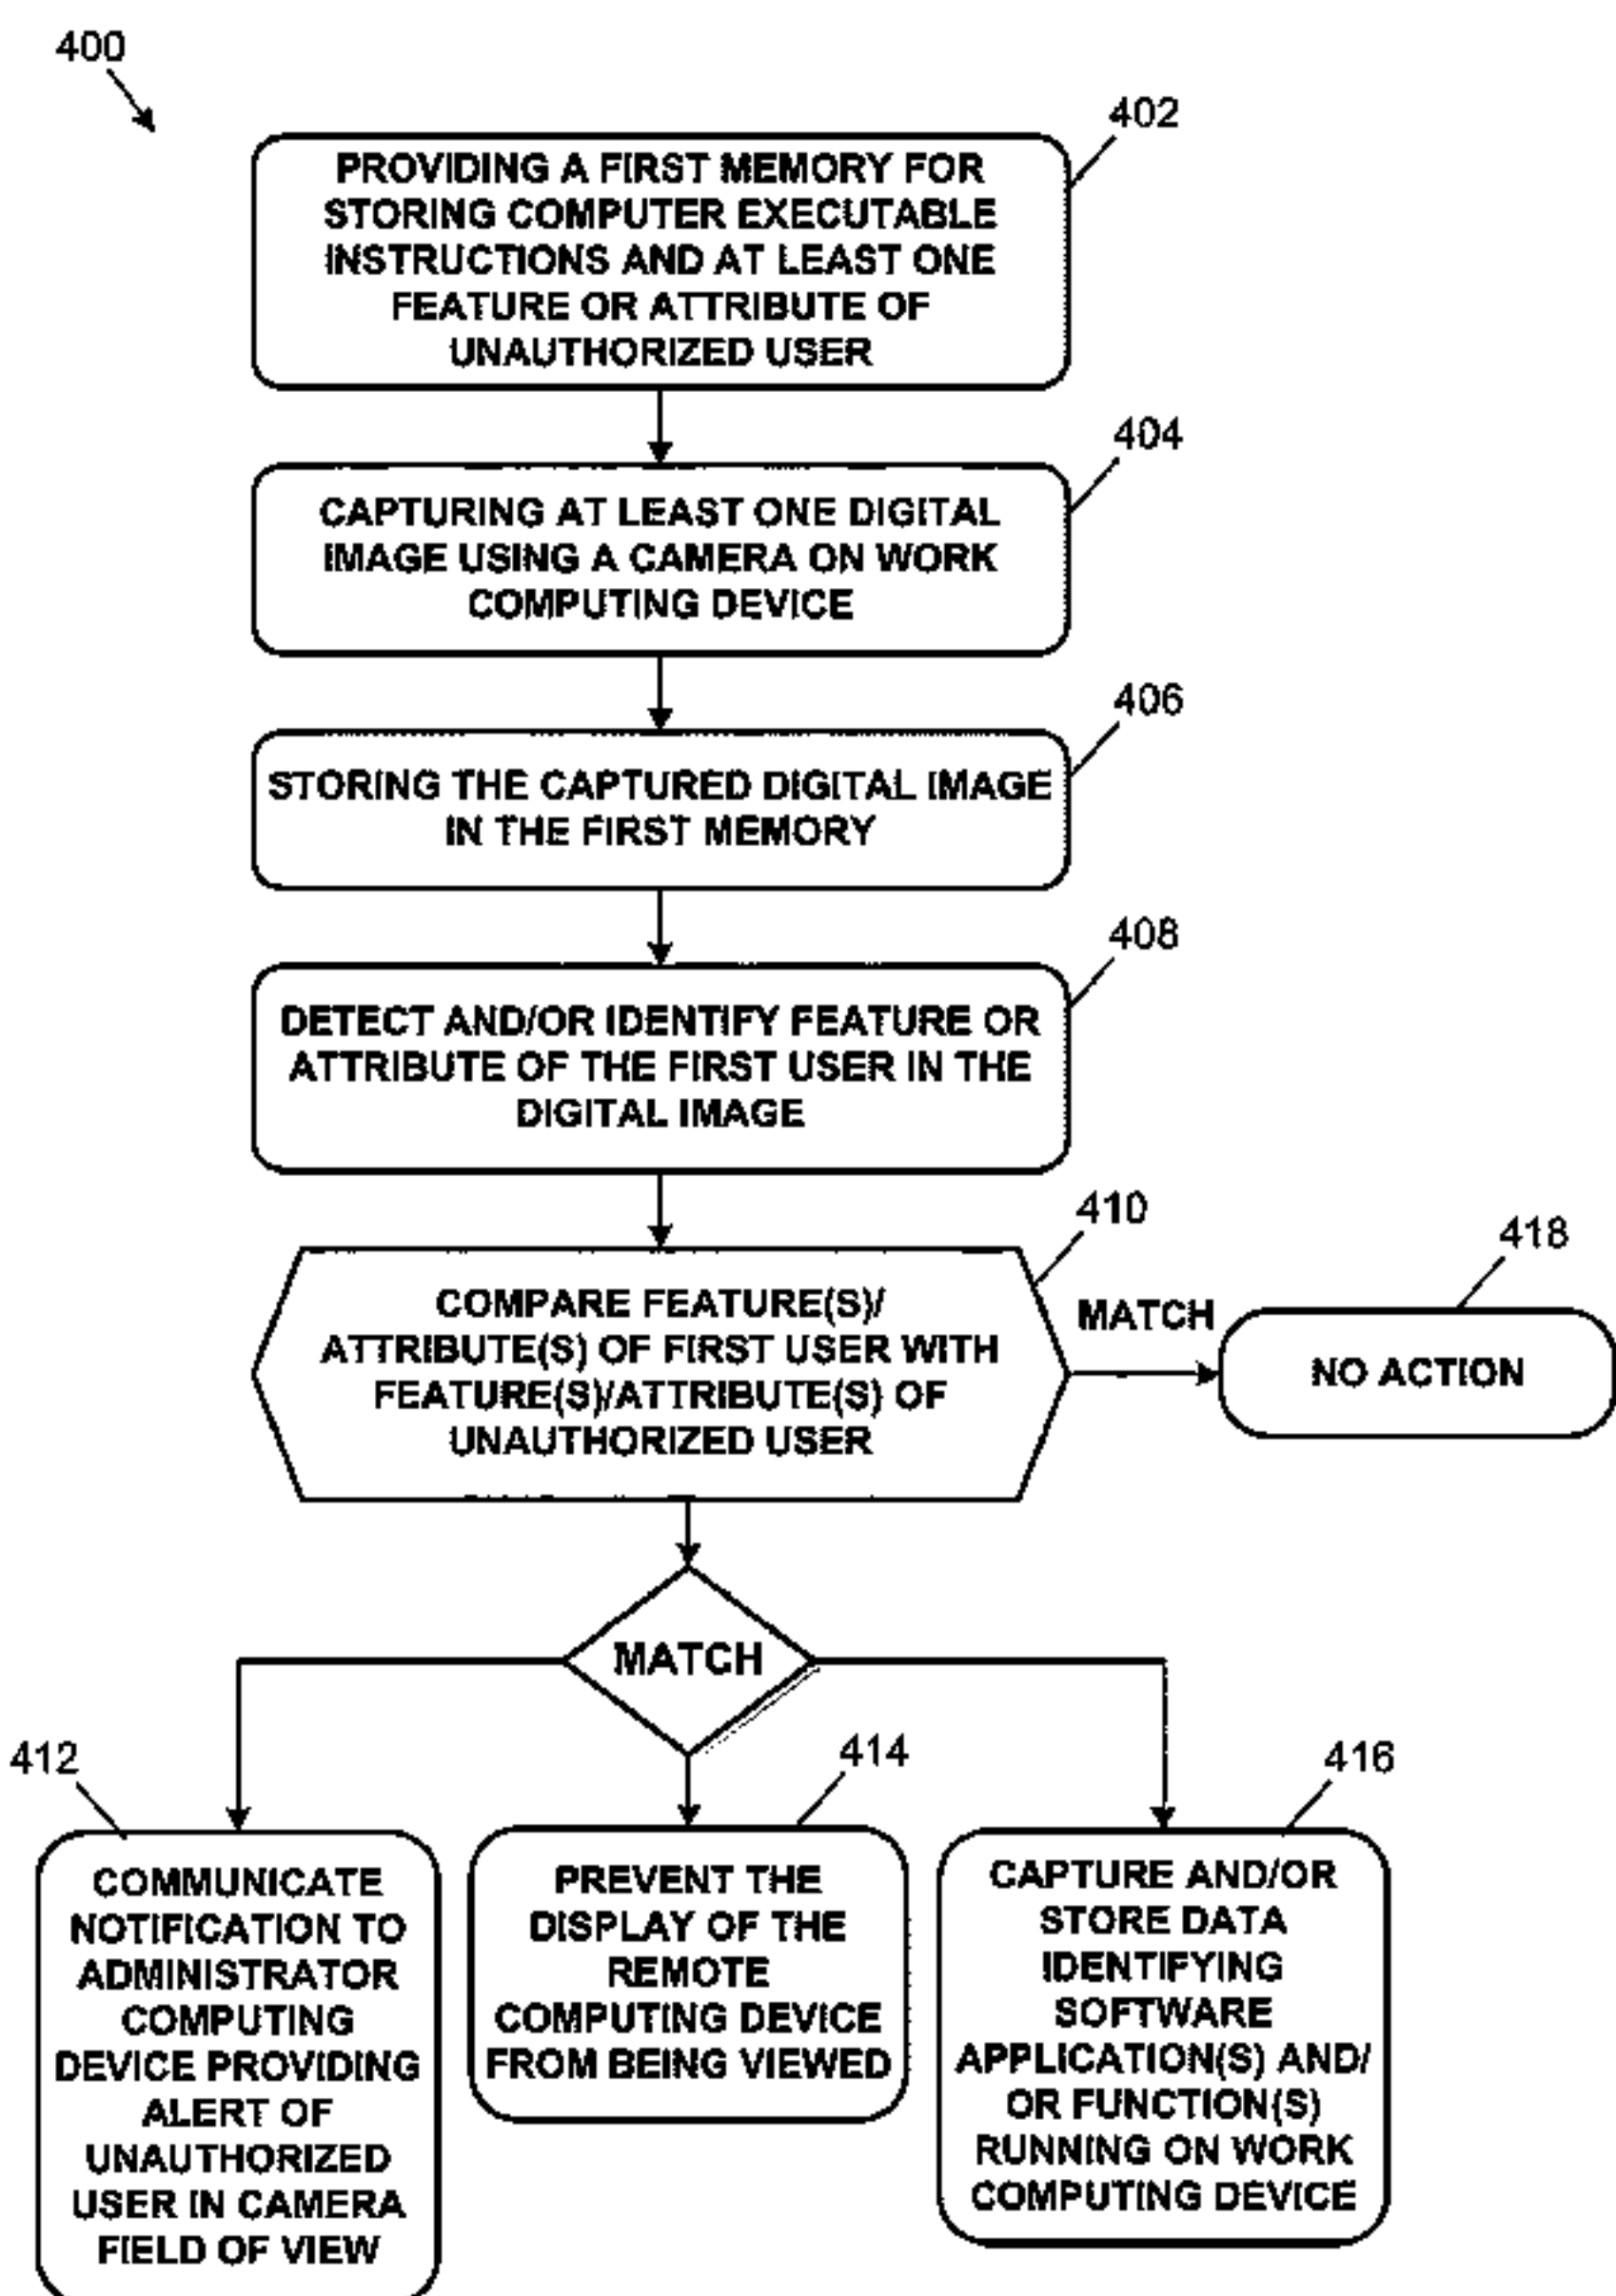 400
402
PROVIDING A FIRST MEMORY FOR
STORING COMPUTER EXECUTABLE
INSTRUCTIONS AND AT LEAST ONE
FEATURE OR ATTRIBUTE OF
UNAUTHORIZED USER
404
CAPTURING AT LEAST ONE DIGITAL
IMAGE USING A CAMERA ON WORK
COMPUTING DEVICE
406
STORING THE CAPTURED DIGITAL IMAGE
IN THE FIRST MEMORY
408
DETECT AND/OR IDENTIFY FEATURE OR
ATTRIBUTE OF THE FIRST USER IN THE
DIGITAL IMAGE
410
COMPARE FEATURE(S)/
ATTRIBUTE(S) OF FIRST USER WITH
FEATURE(S)/ATTRIBUTE(S) OF
UNAUTHORIZED USER
MATCH
418
NO ACTION
MATCH
412
COMMUNICATE
NOTIFICATION TO
ADMINISTRATOR
COMPUTING
DEVICE PROVIDING
ALERT OF
UNAUTHORIZED
USER IN CAMERA
FIELD OF VIEW
414
PREVENT THE
DISPLAY OF THE
REMOTE
COMPUTING DEVICE
FROM BEING VIEWED
416
CAPTURE AND/OR
STORE DATA
IDENTIFYING
SOFTWARE
APPLICATION(S) AND/
OR FUNCTION(S)
RUNNING ON WORK
COMPUTING DEVICE